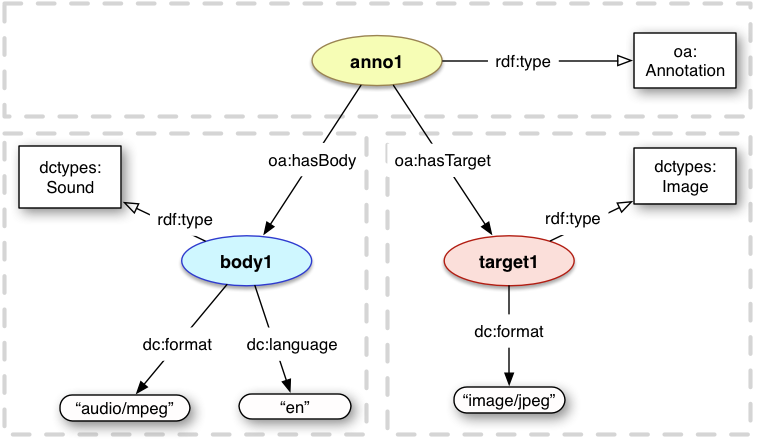 anno1
rdf:type
oa:
Annotation
oa:hasBody
oa:hasTarget
dctypes:
Sound
dctypes:
Image
rdf:type
rdf:type
body1
target1
dc:format
dc:language
dc:format
“audio/mpeg”
“en”
“image/jpeg”